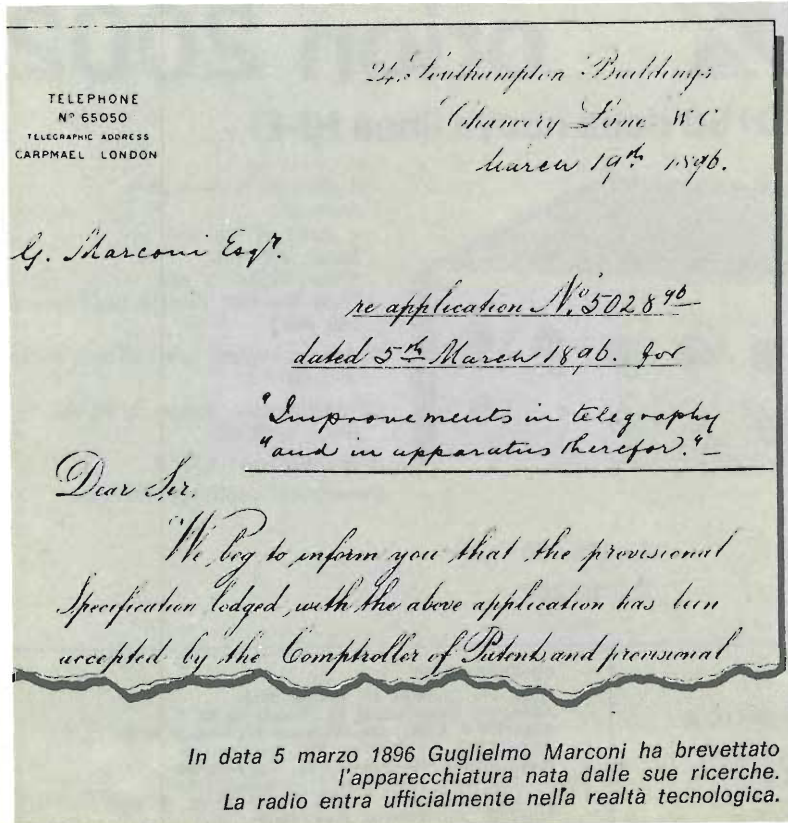 TELEPHONE
Nº 65050
TELEGRAPHIC ADDRESS
CARPMAEL LONDON
24, Southampton Buildings
Chancery Lane W.C.
March 19th 1896.
G. Marconi Esqr.
re application No. 5028 96
dated 5th March 1896. for
"Improvements in telegraphy
"and in apparatus therefor." —
Dear Sir.
We beg to inform you that the provisional
Specification lodged with the above application has been
accepted by the Comptroller of Patents and provisional
In data 5 marzo 1896 Guglielmo Marconi ha brevettato
l'apparecchiatura nata dalle sue ricerche.
La radio entra ufficialmente nella realtà tecnologica.